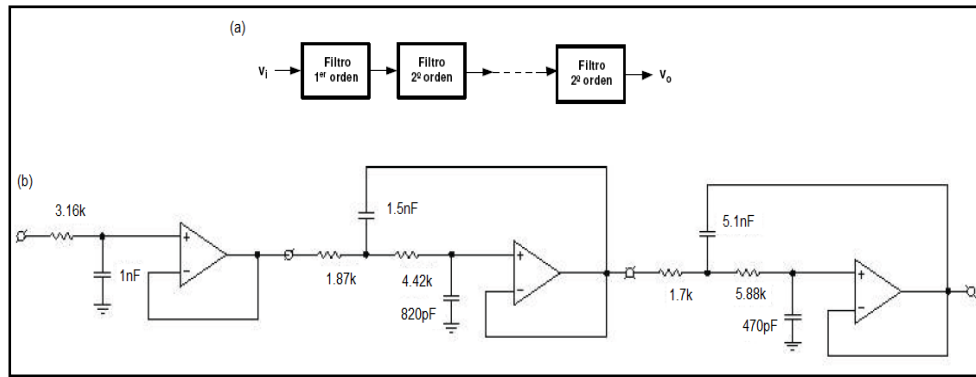 (a)
vi
Filtro
1er orden
Filtro
2º orden
Filtro
2º orden
vo
(b)
3.16k
1nF
+
−
1.87k
1.5nF
4.42k
820pF
+
−
1.7k
5.1nF
5.88k
470pF
+
−